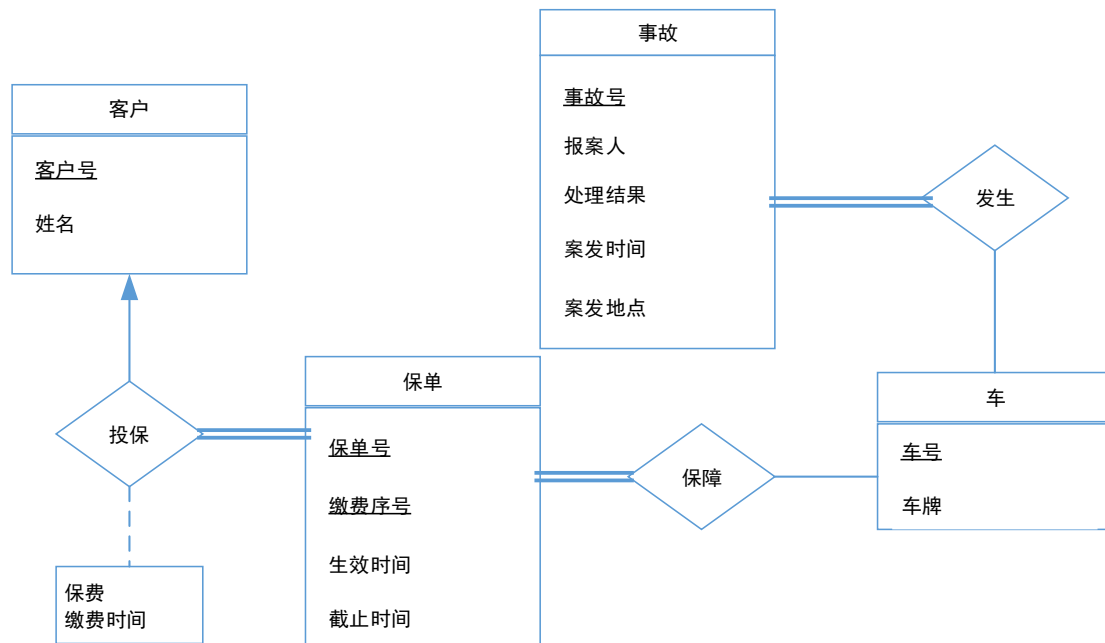 事故
事故号
报案人
处理结果
案发时间
案发地点
客户
客户号
姓名
发生
投保
保单
保单号
缴费序号
生效时间
截止时间
保障
车
车号
车牌
保费
缴费时间